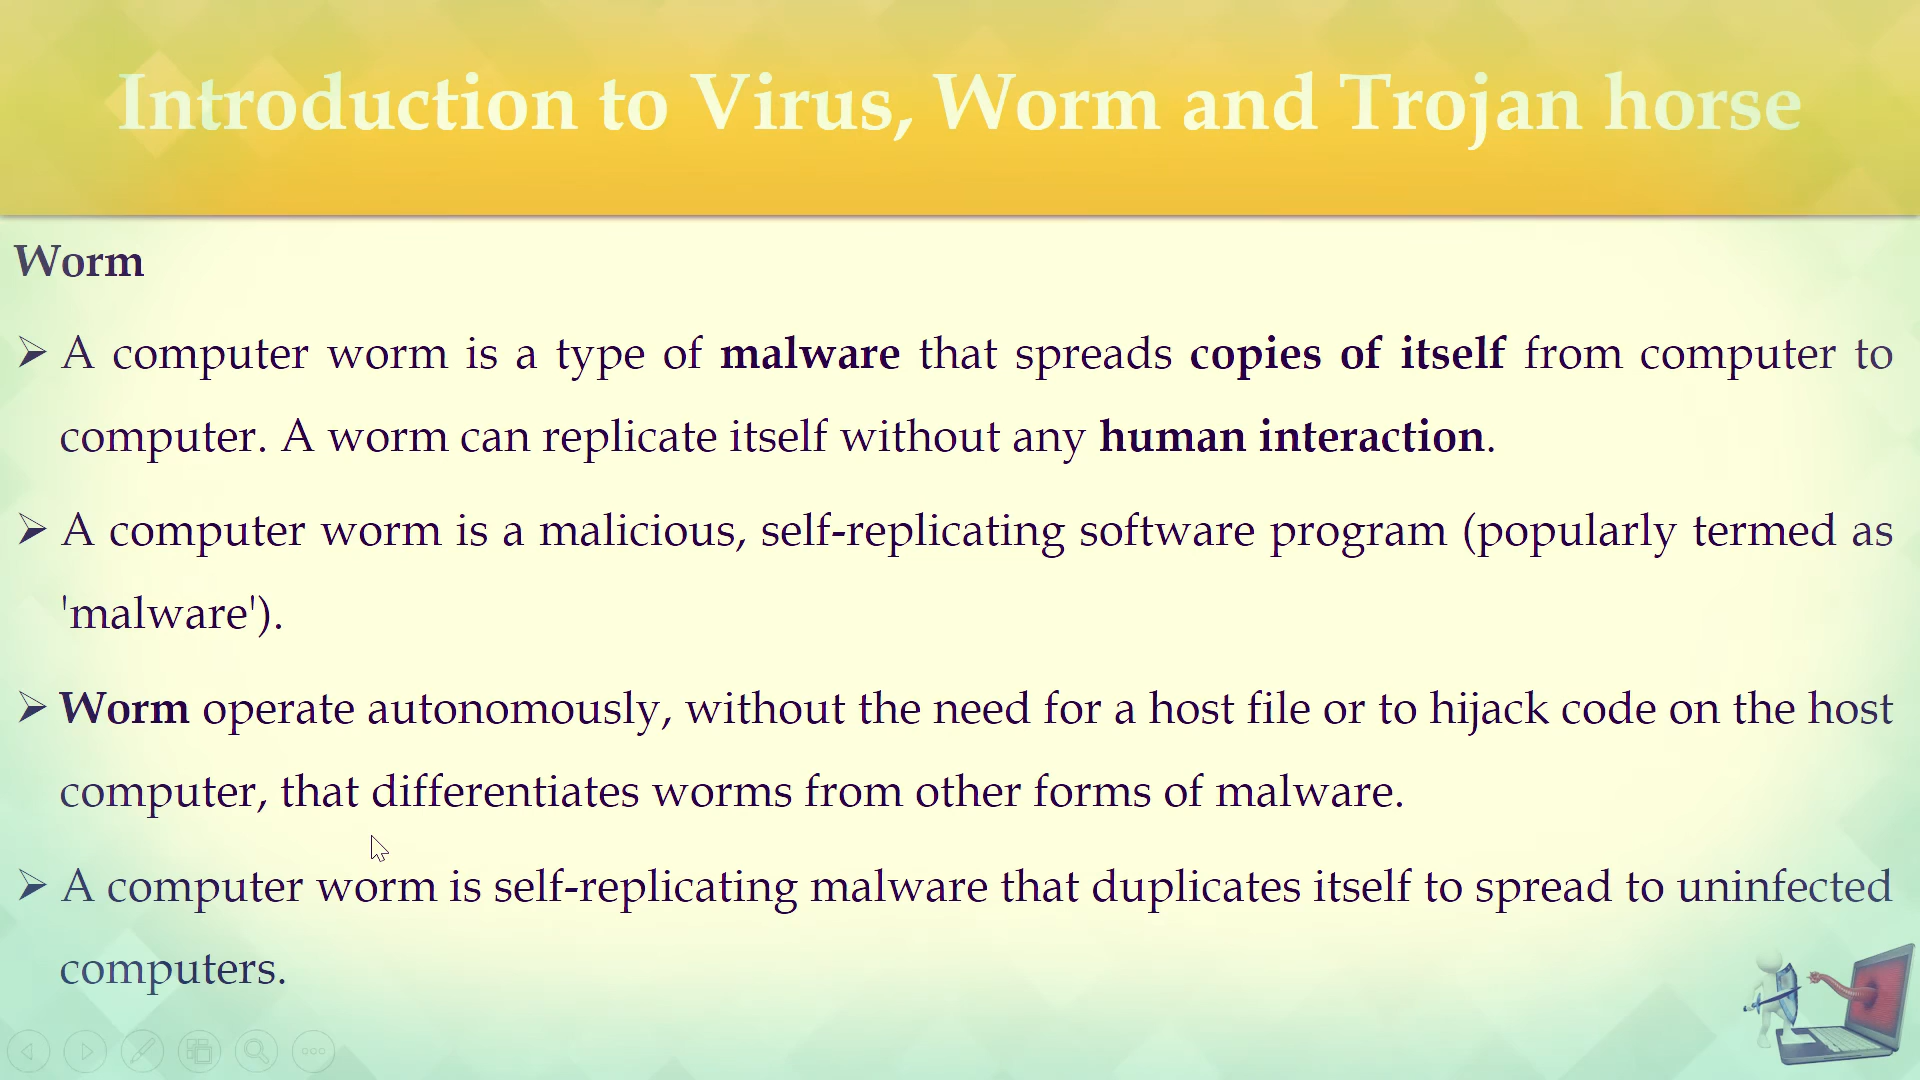 Introduction to Virus, Worm and Trojan horse
Worm
➢ A computer worm is a type of malware that spreads copies of itself from computer to
computer. A worm can replicate itself without any human interaction.
➢ A computer worm is a malicious, self-replicating software program (popularly termed as
'malware').
➢ Worm operate autonomously, without the need for a host file or to hijack code on the host
computer, that differentiates worms from other forms of malware.
➢ A computer worm is self-replicating malware that duplicates itself to spread to uninfected
computers.